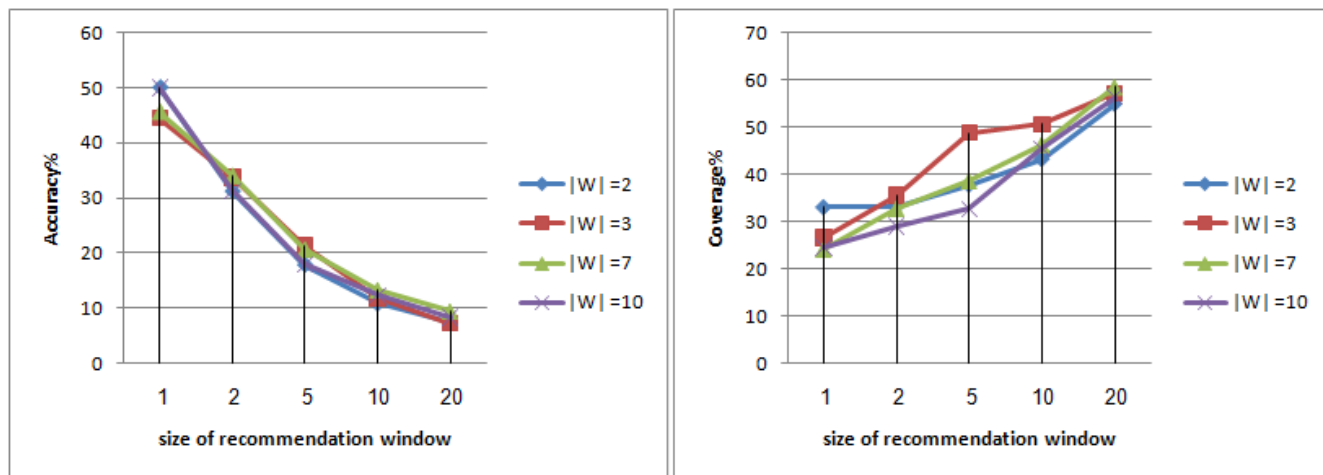 60
50
40
30
20
10
0
Accuracy%
1 2 5 10 20
size of recommendation window
|W| =2
|W| =3
|W| =7
|W| =10
70
60
50
40
30
20
10
0
Coverage%
1 2 5 10 20
size of recommendation window
|W| =2
|W| =3
|W| =7
|W| =10